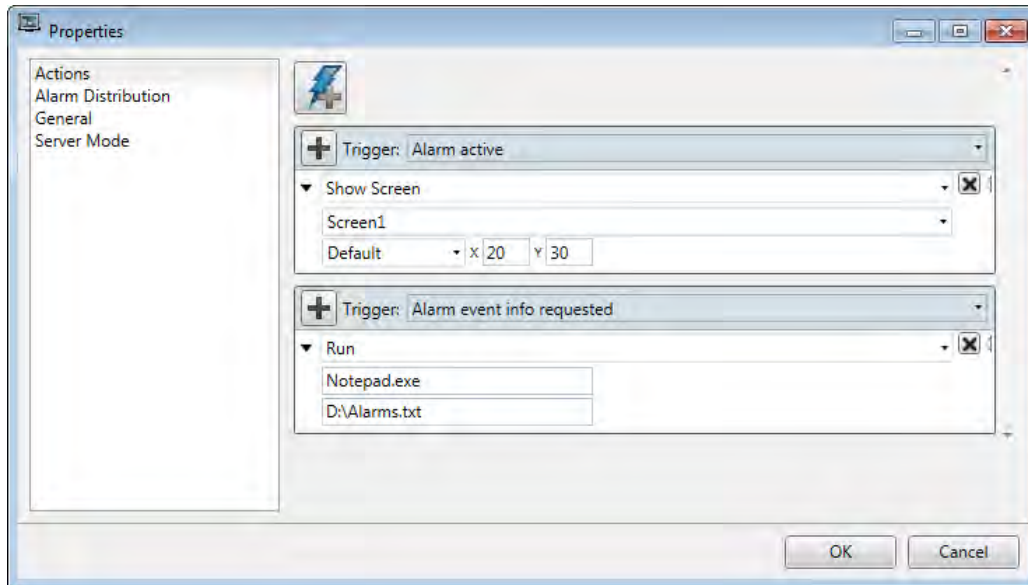 Properties
Actions
Alarm Distribution
General
Server Mode
Trigger: Alarm active
Show Screen
Screen1
Default X 20 Y 30
Trigger: Alarm event info requested
Run
Notepad.exe
D:\Alarms.txt
OK Cancel